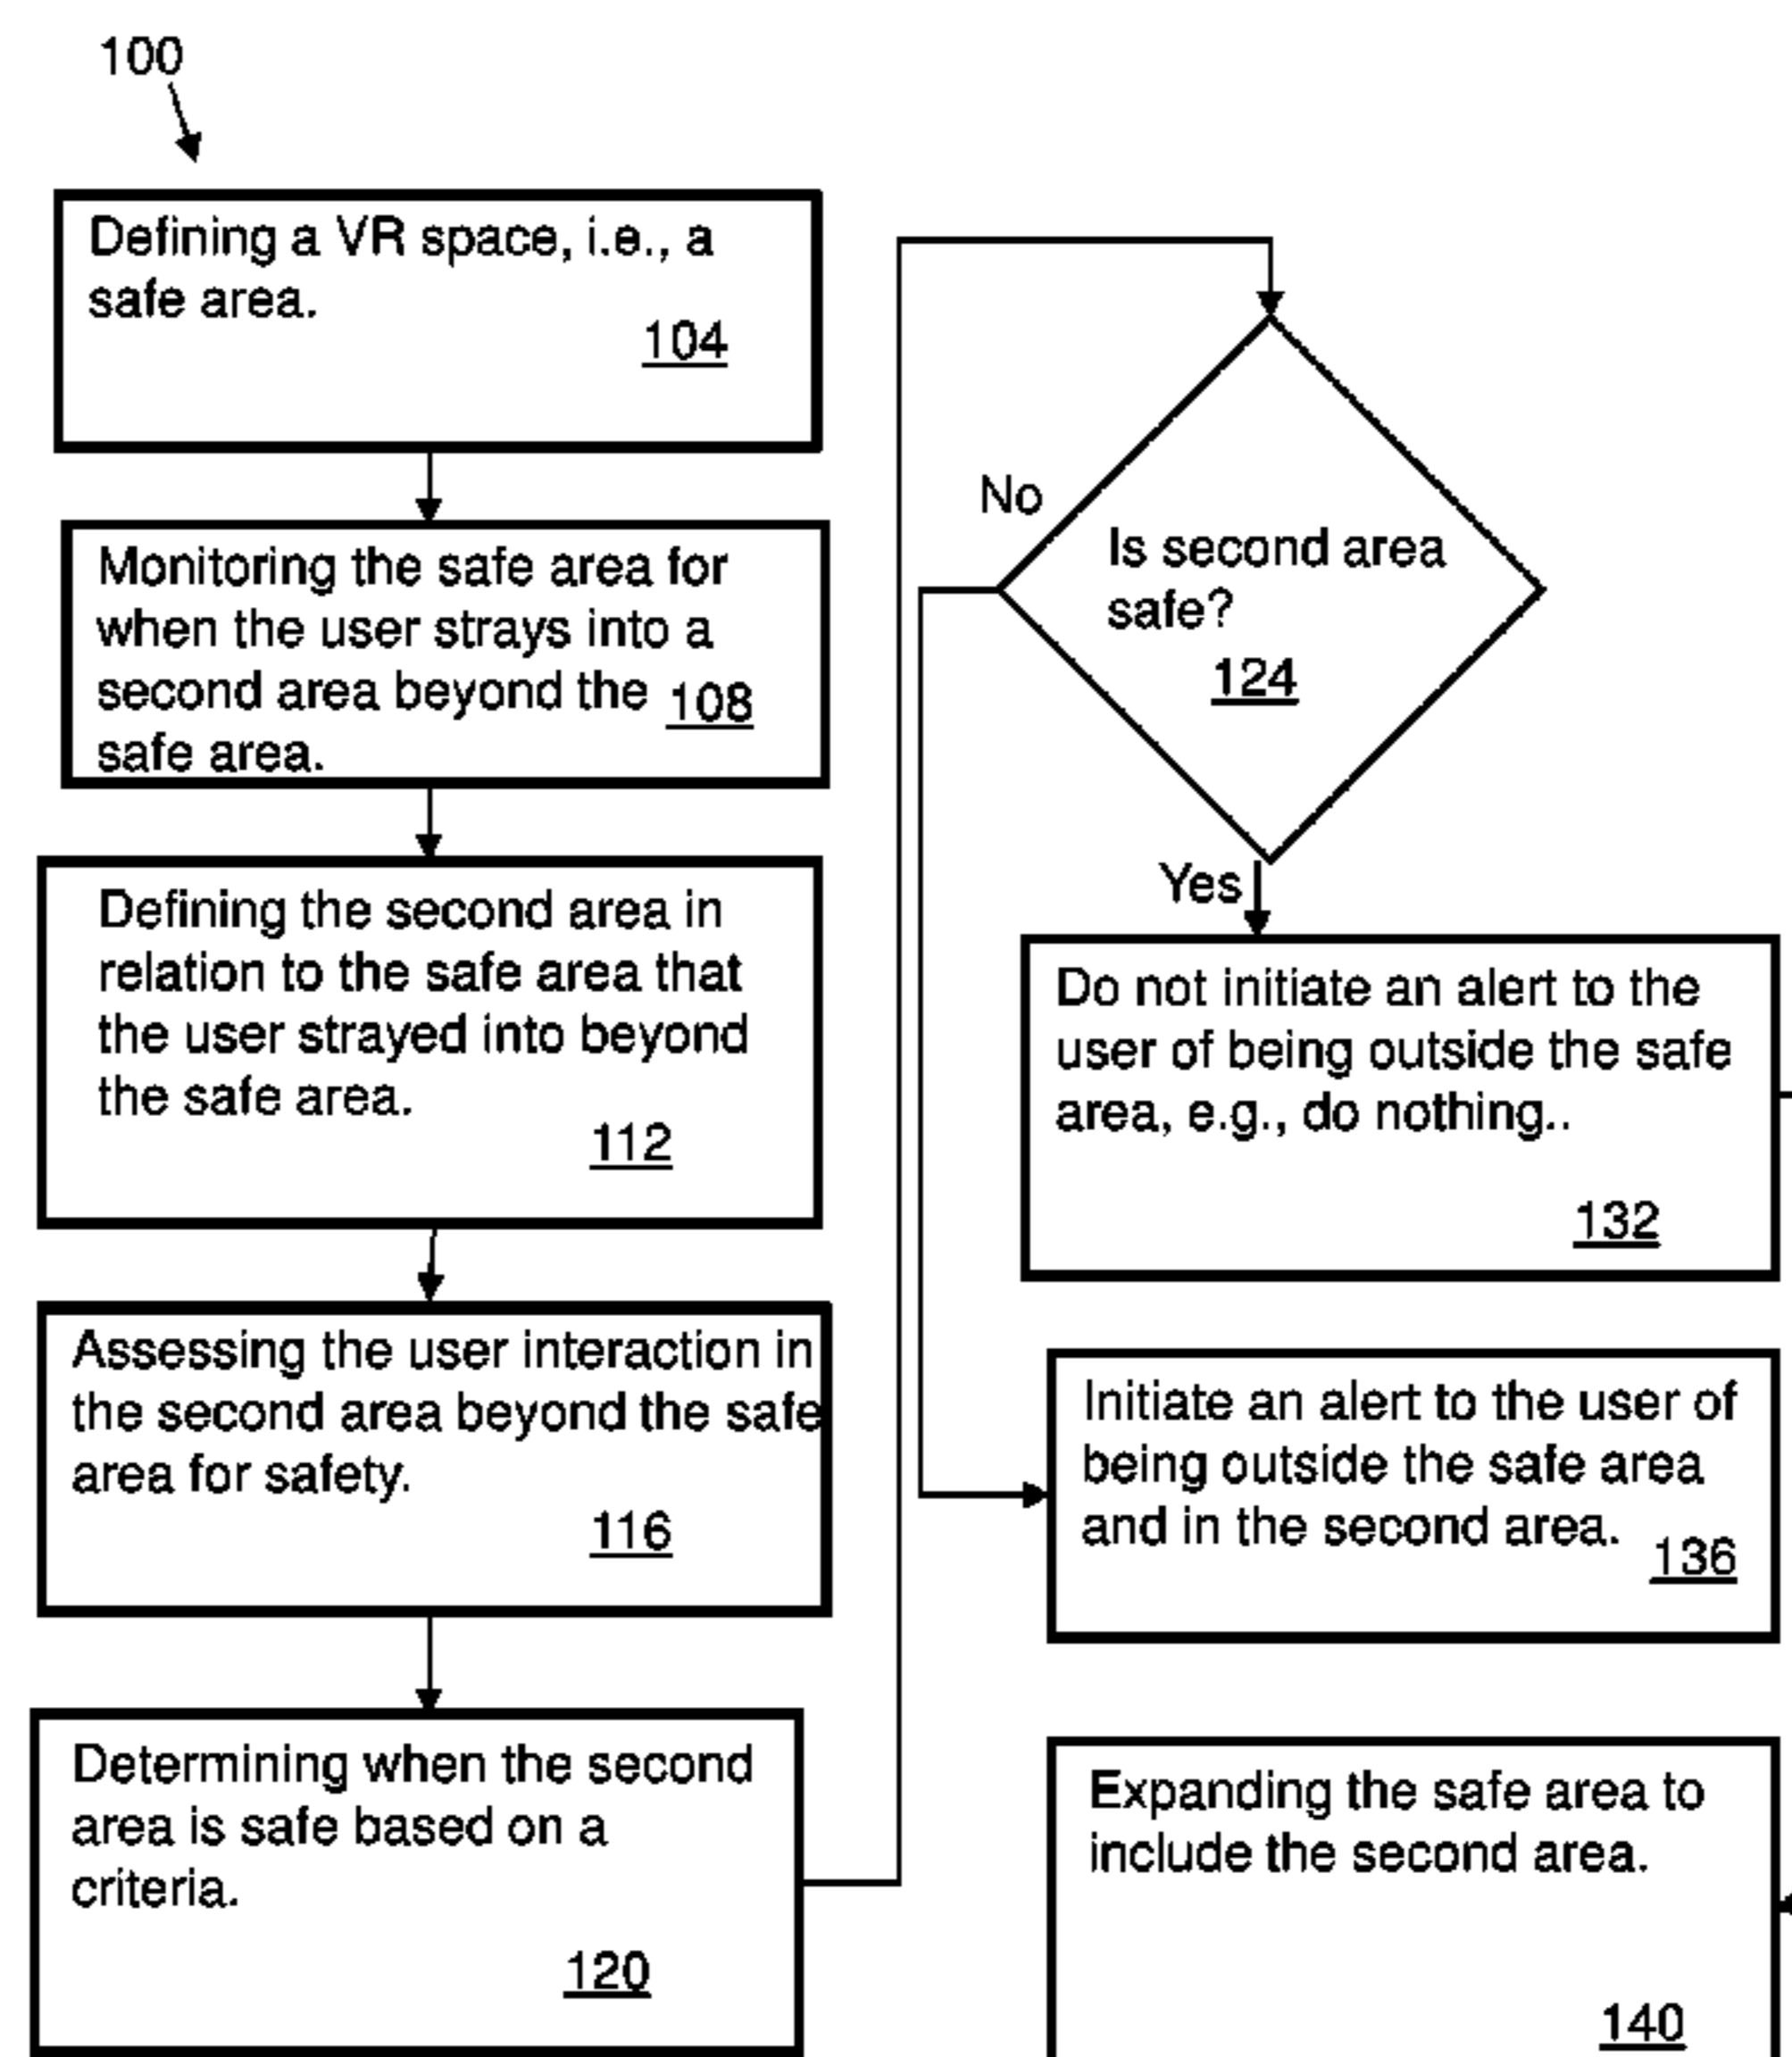 100
Defining a VR space, i.e., a
safe area.
104
Monitoring the safe area for
when the user strays into a
second area beyond the
108
safe area.
Defining the second area in
relation to the safe area that
the user strayed into beyond
the safe area.
112
Assessing the user interaction in
the second area beyond the safe
area for safety.
116
Determining when the second
area is safe based on a
criteria.
120
No
Is second area
safe?
124
Yes
Do not initiate an alert to the
user of being outside the safe
area, e.g., do nothing..
132
Initiate an alert to the user of
being outside the safe area
and in the second area.
136
Expanding the safe area to
include the second area.
140